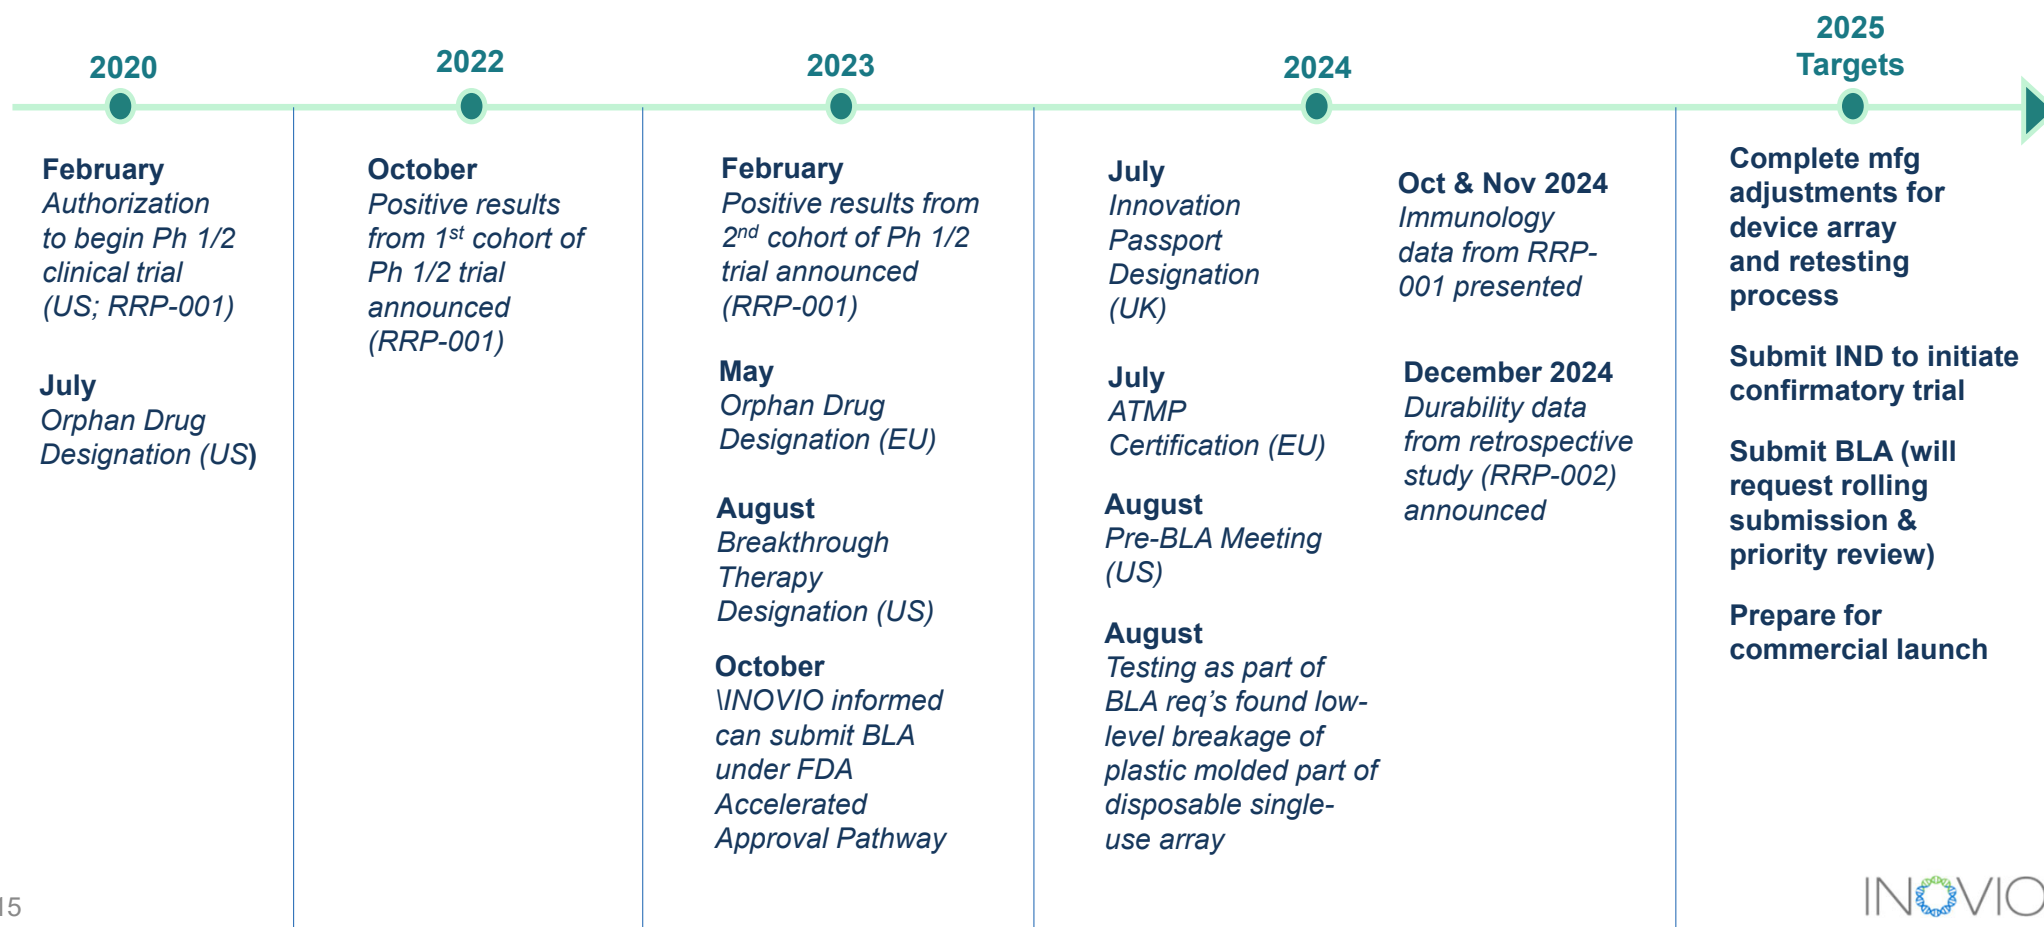 2020
February
Authorization
to begin Ph 1/2
clinical trial
(US; RRP-001)
July
Orphan Drug
Designation (US)
2022
October
Positive results
from 1st cohort of
Ph 1/2 trial
announced
(RRP-001)
2023
February
Positive results from
2nd cohort of Ph 1/2
trial announced
(RRP-001)
May
Orphan Drug
Designation (EU)
August
Breakthrough
Therapy
Designation (US)
October
\INOVIO informed
can submit BLA
under FDA
Accelerated
Approval Pathway
2024
July
Innovation
Passport
Designation
(UK)
July
ATMP
Certification (EU)
August
Pre-BLA Meeting
(US)
August
Testing as part of
BLA req’s found low-
level breakage of
plastic molded part of
disposable single-
use array
Oct & Nov 2024
Immunology
data from RRP-
001 presented
December 2024
Durability data
from retrospective
study (RRP-002)
announced
2025
Targets
Complete mfg
adjustments for
device array
and retesting
process
Submit IND to initiate
confirmatory trial
Submit BLA (will
request rolling
submission &
priority review)
Prepare for
commercial launch
15
INOVIO